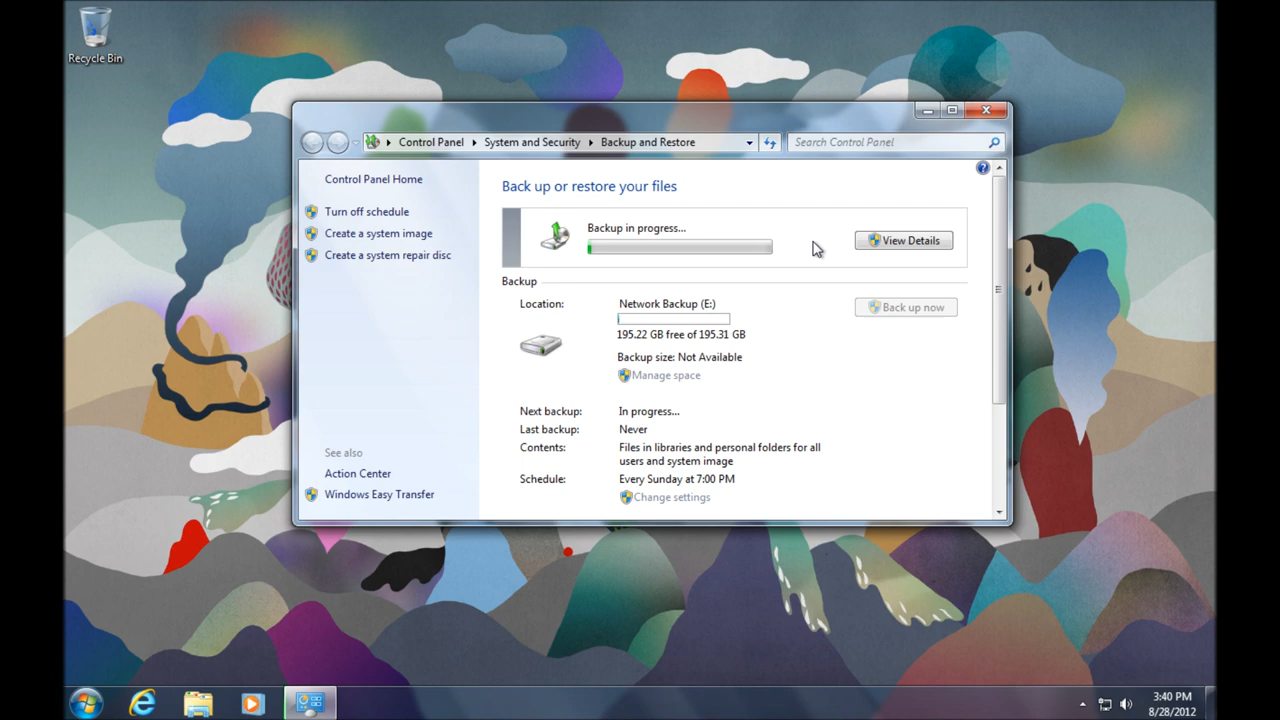 Recycle Bin
Control Panel ▸ System and Security ▸ Backup and Restore
Search Control Panel
Control Panel Home
Turn off schedule
Create a system image
Create a system repair disc
See also
Action Center
Windows Easy Transfer
Back up or restore your files
Backup in progress...
View Details
Backup
Location:
Network Backup (E:)
Back up now
195.22 GB free of 195.31 GB
Backup size: Not Available
Manage space
Next backup: In progress...
Last backup: Never
Contents: Files in libraries and personal folders for all
users and system image
Schedule: Every Sunday at 7:00 PM
Change settings
3:40 PM
8/28/2012